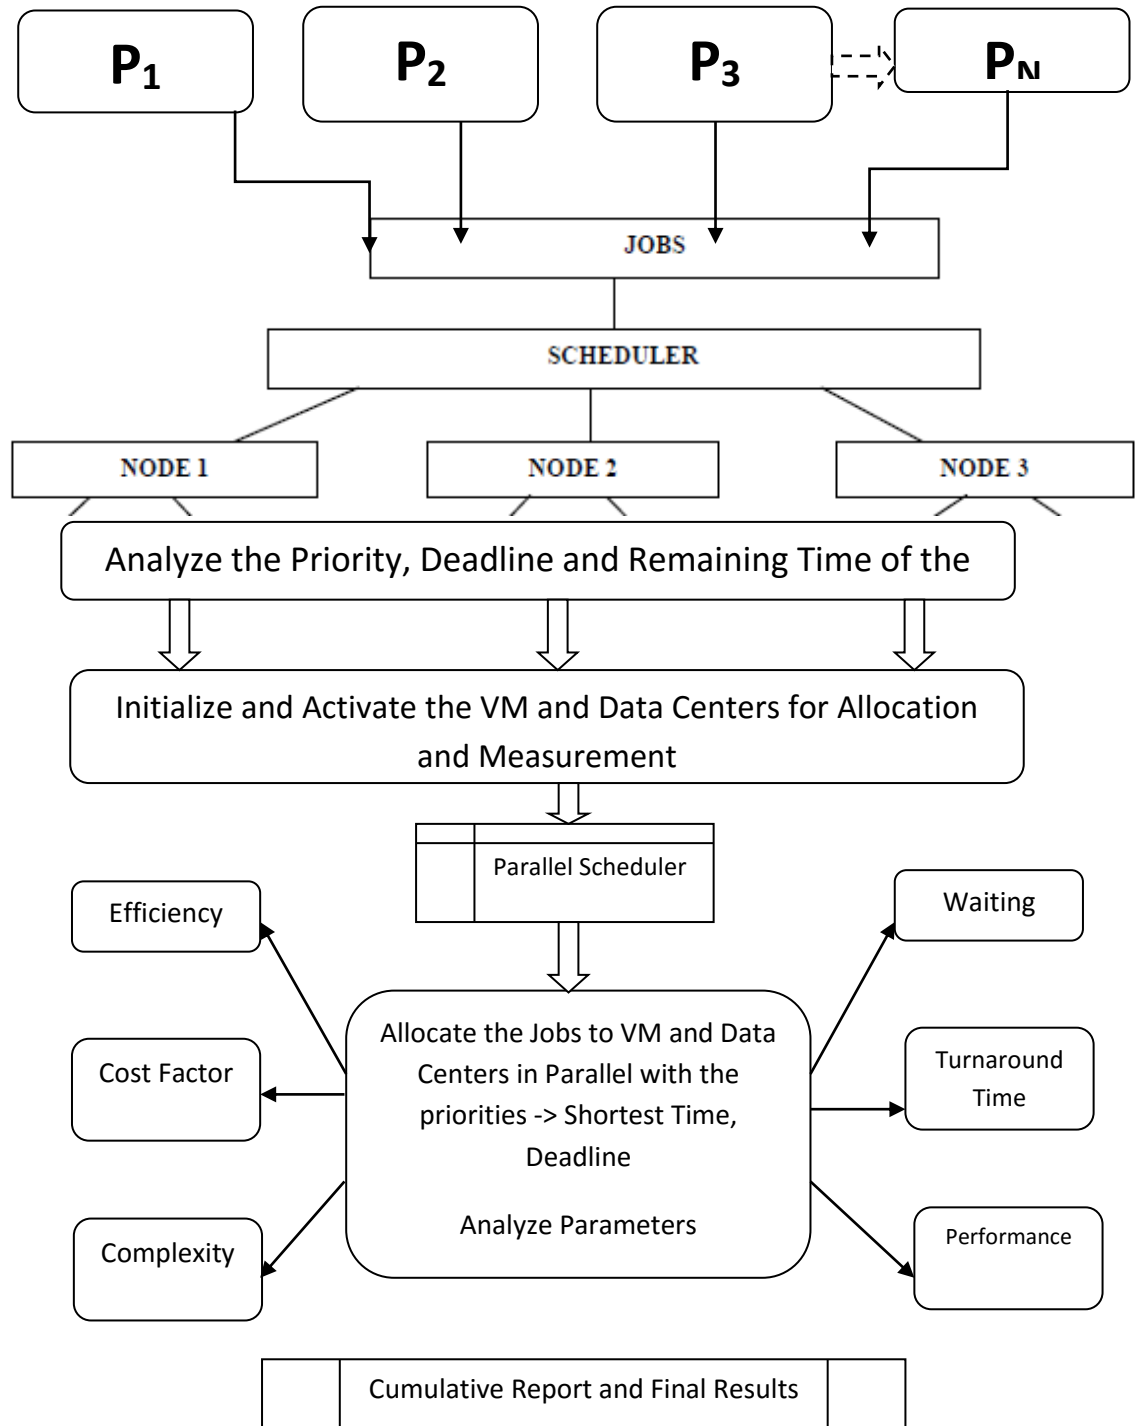 P1
P2
P3
PN
JOBS
SCHEDULER
NODE 1
NODE 2
NODE 3
Analyze the Priority, Deadline and Remaining Time of the
Initialize and Activate the VM and Data Centers for Allocation
and Measurement
Parallel Scheduler
Efficiency
Waiting
Allocate the Jobs to VM and Data
Centers in Parallel with the
priorities -> Shortest Time,
Deadline
Analyze Parameters
Cost Factor
Turnaround
Time
Complexity
Performance
Cumulative Report and Final Results